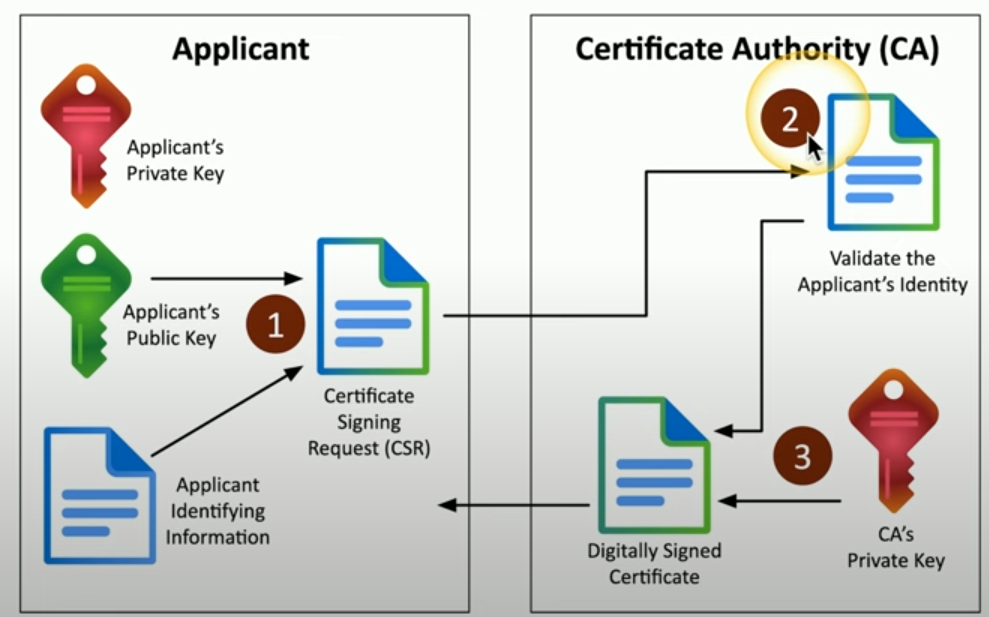 Applicant
Applicant's
Private Key
Applicant's
Public Key
1
Certificate
Signing
Request (CSR)
Applicant
Identifying
Information
Certificate Authority (CA)
2
Validate the
Applicant's Identity
3
Digitally Signed
Certificate
CA's
Private Key